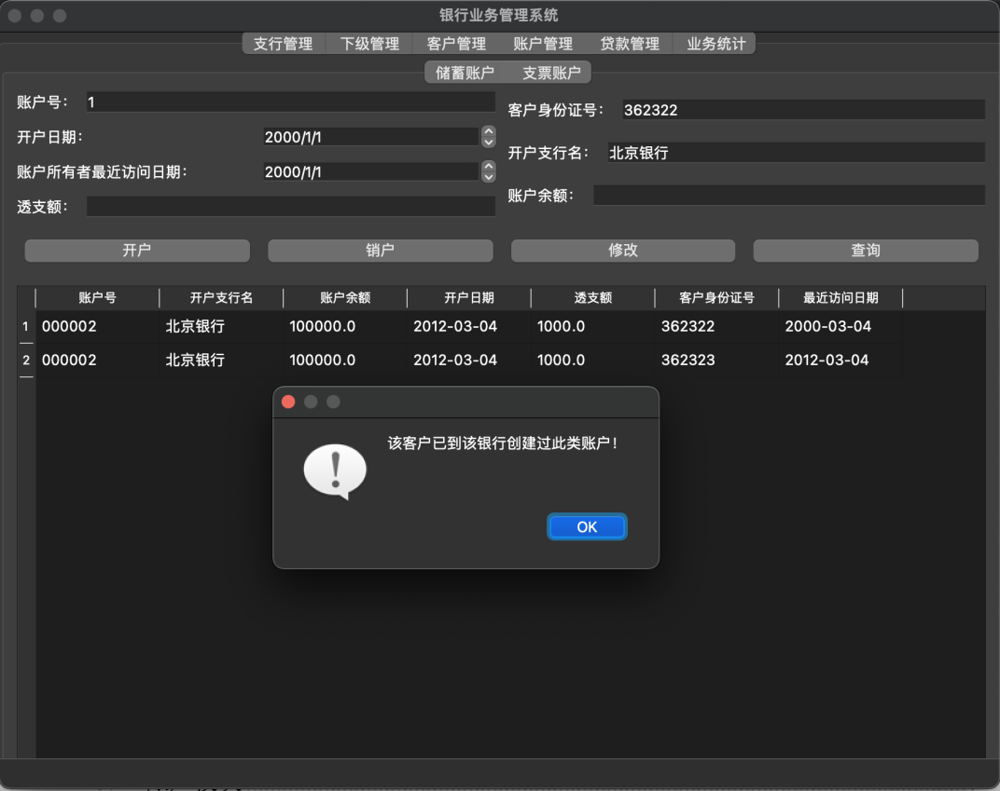 银行业务管理系统
支行管理 下级管理 客户管理 账户管理 贷款管理 业务统计
储蓄账户 支票账户
账户号： 1
客户身份证号： 362322
开户日期： 2000/1/1
开户支行名： 北京银行
账户所有者最近访问日期： 2000/1/1
账户余额：
透支额：
开户 销户 修改 查询
账户号 开户支行名 账户余额 开户日期 透支额 客户身份证号 最近访问日期
1 000002 北京银行 100000.0 2012-03-04 1000.0 362322 2000-03-04
2 000002 北京银行 100000.0 2012-03-04 1000.0 362323 2012-03-04
该客户已到该银行创建过此类账户！
OK